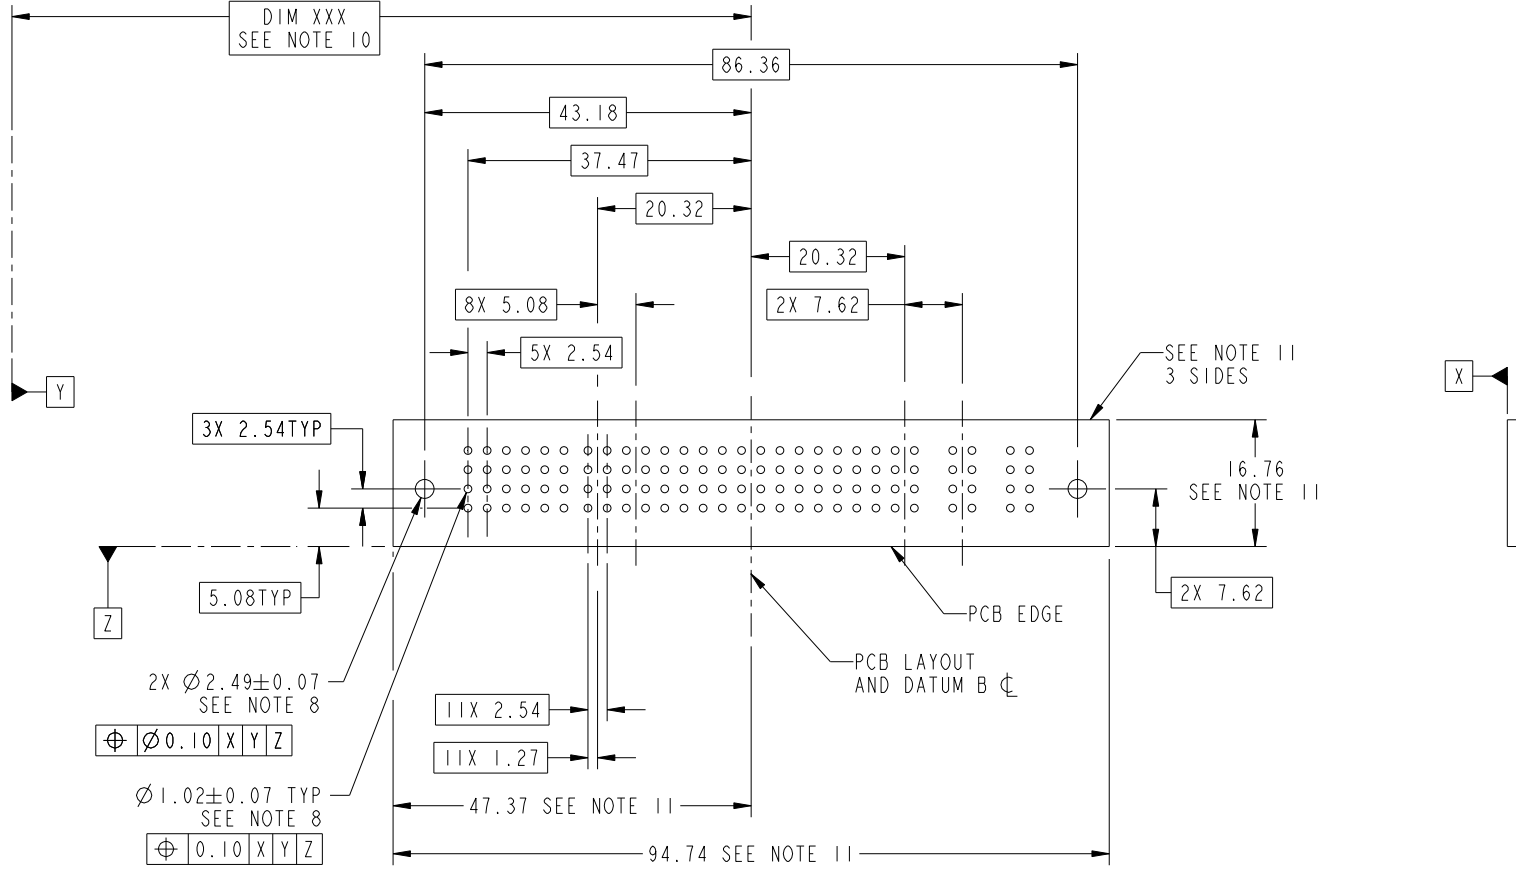 DIM XXX
SEE NOTE 10
86.36
43.18
37.47
20.32
20.32
8X 5.08
2X 7.62
5X 2.54
SEE NOTE 11
3 SIDES
Y
X
3X 2.54TYP
16.76
SEE NOTE 11
5.08TYP
2X 7.62
Z
PCB EDGE
PCB LAYOUT
AND DATUM B ℄
2X Ø2.49±0.07
SEE NOTE 8
⌖ Ø0.10 X Y Z
11X 2.54
11X 1.27
Ø1.02±0.07 TYP
SEE NOTE 8
⌖ 0.10 X Y Z
47.37 SEE NOTE 11
94.74 SEE NOTE 11